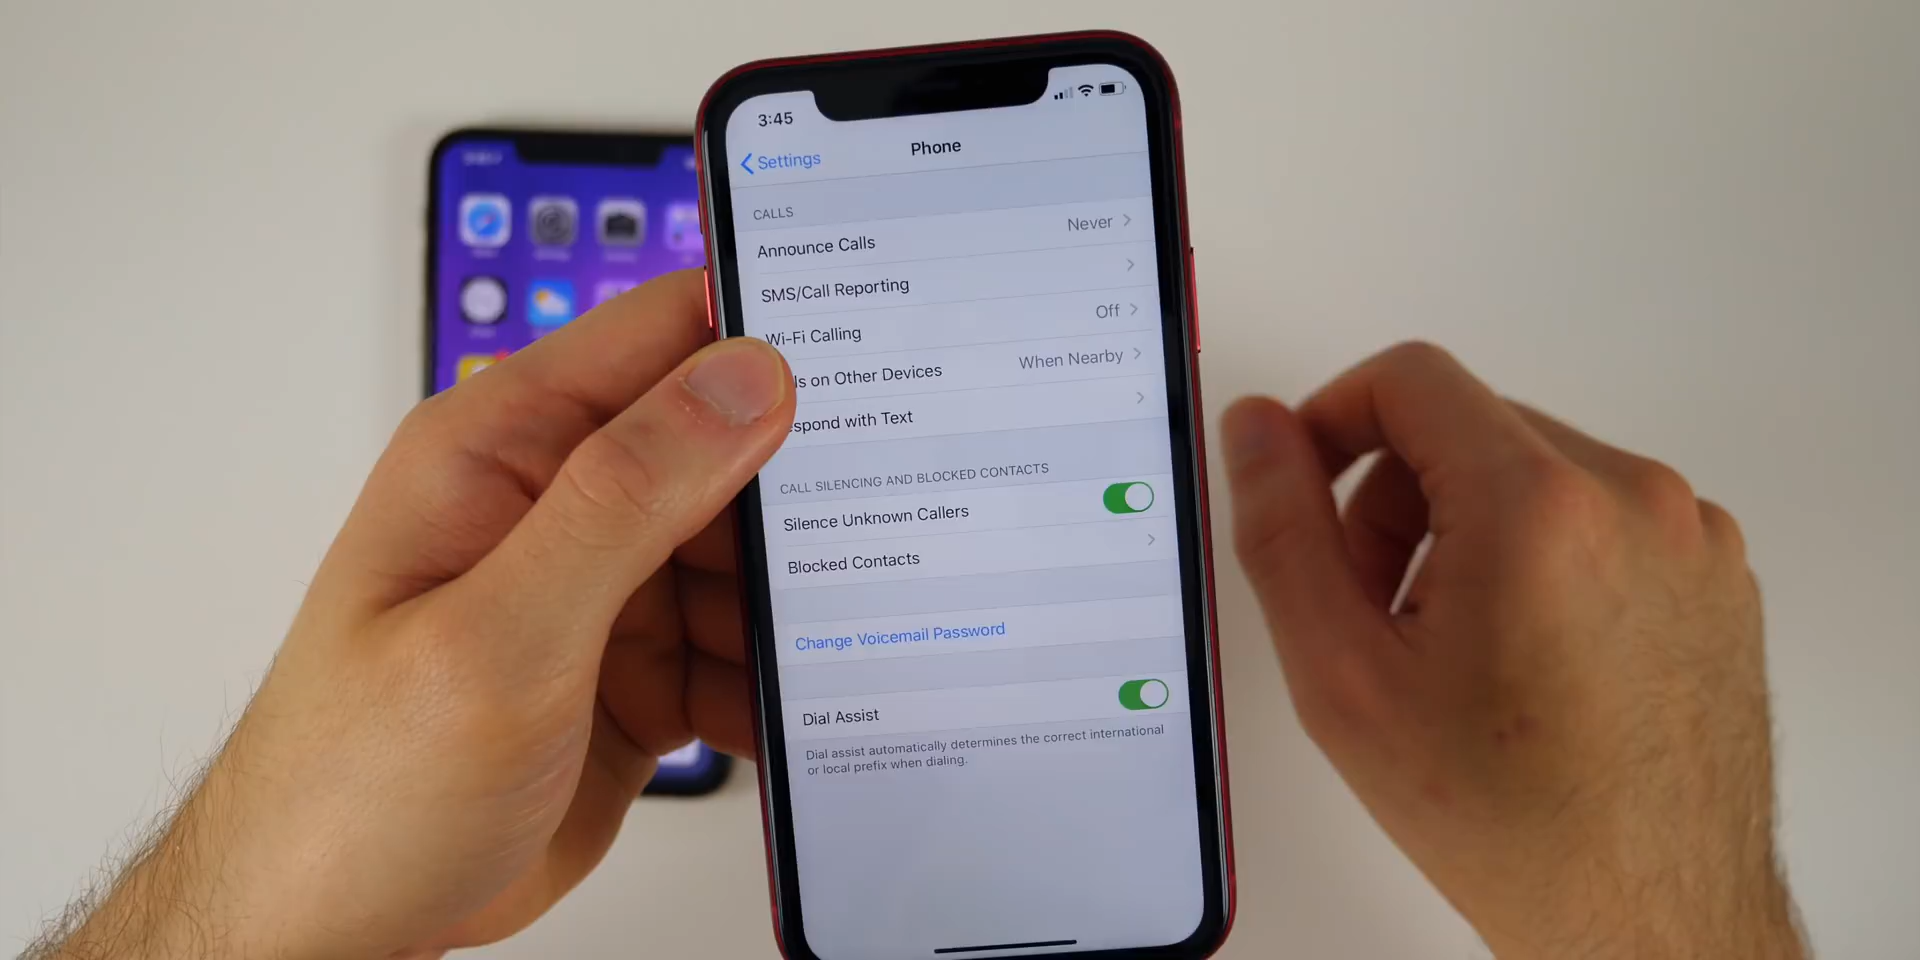 3:45
Settings
Phone
CALLS
Announce Calls Never
SMS/Call Reporting
Wi-Fi Calling Off
ls on Other Devices When Nearby
espond with Text
CALL SILENCING AND BLOCKED CONTACTS
Silence Unknown Callers
Blocked Contacts
Change Voicemail Password
Dial Assist
Dial assist automatically determines the correct international
or local prefix when dialing.